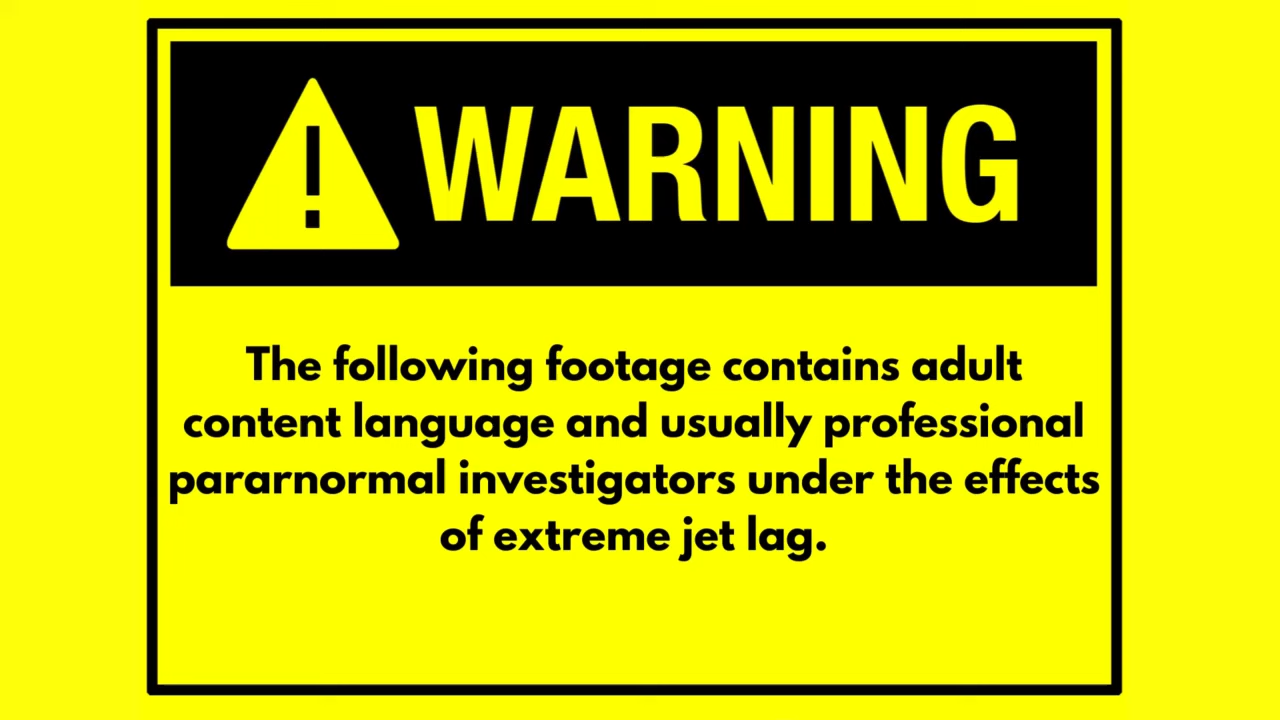 WARNING
The following footage contains adult
content language and usually professional
pararnormal investigators under the effects
of extreme jet lag.